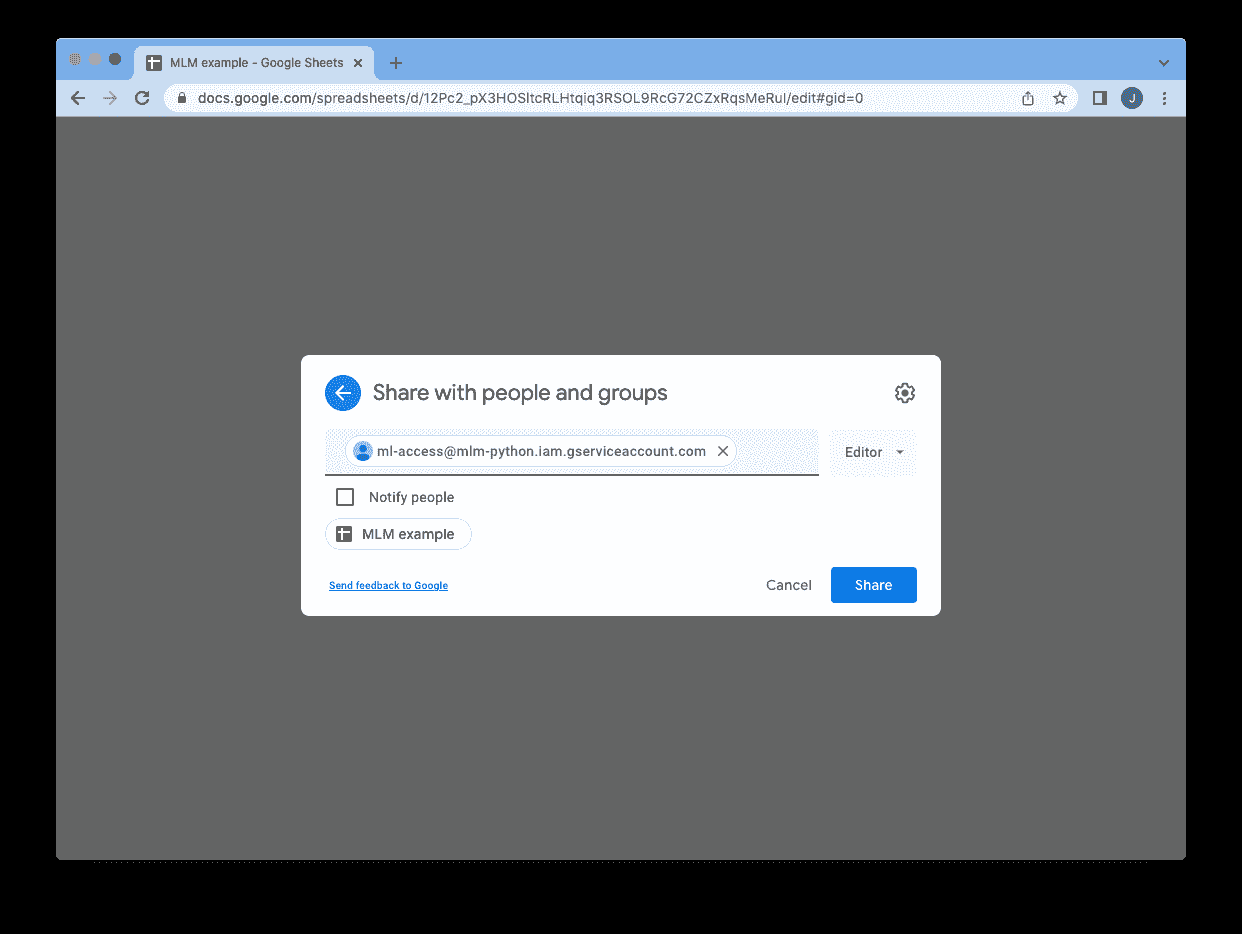 MLM example - Google Sheets
docs.google.com/spreadsheets/d/12Pc2_pX3HOSltcRLHtqiq3RSOL9RcG72CZxRqsMeRuI/edit#gid=0
J
Share with people and groups
ml-access@mlm-python.iam.gserviceaccount.com
Editor
Notify people
MLM example
Send feedback to Google
Cancel
Share